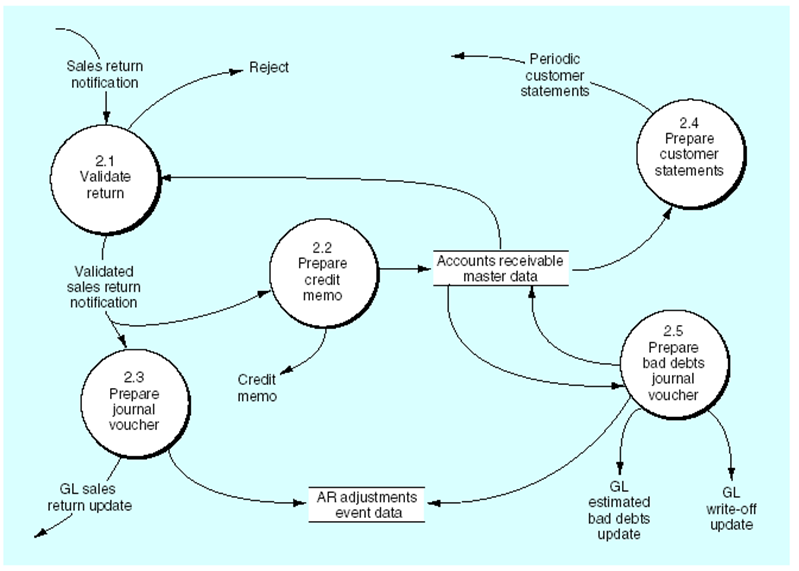 Sales return
notification
Reject
Periodic
customer
statements
2.4
Prepare
customer
statements
2.1
Validate
return
2.2
Prepare
credit
memo
Accounts receivable
master data
Validated
sales return
notification
2.5
Prepare
bad debts
journal
voucher
2.3
Prepare
journal
voucher
Credit
memo
GL sales
return update
AR adjustments
event data
GL
estimated
bad debts
update
GL
write-off
update